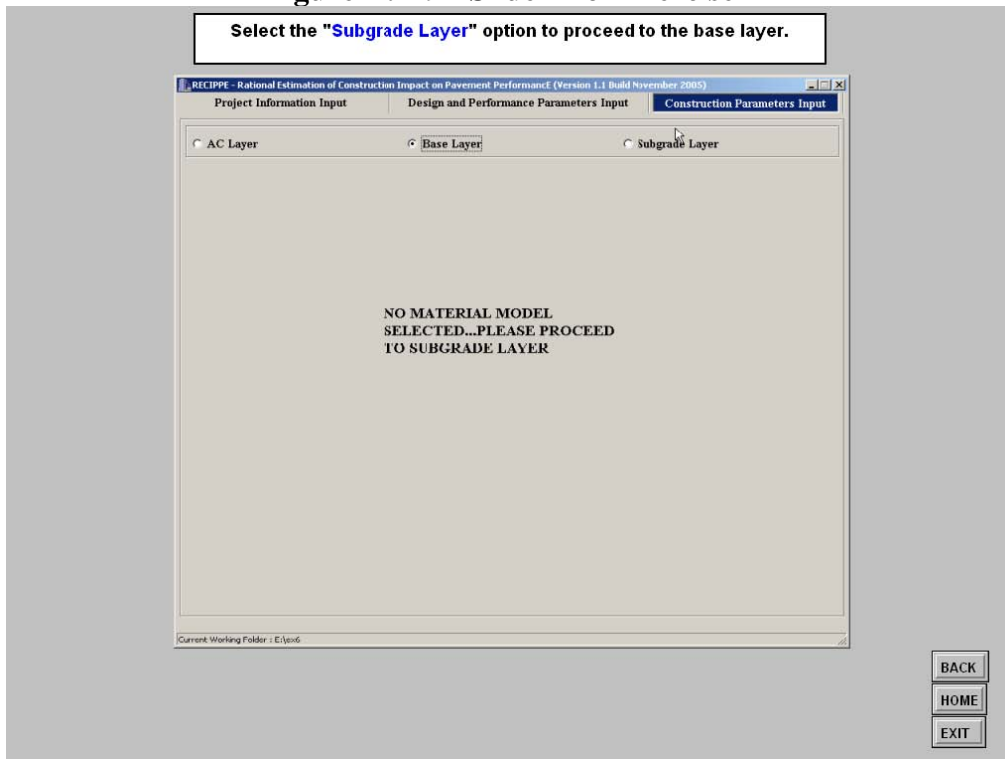 Select the "Subgrade Layer" option to proceed to the base layer.
RECIPPE - Rational Estimation of Construction Impact on Pavement PerformancE (Version 1.1 Build November 2005)
Project Information Input Design and Performance Parameters Input Construction Parameters Input
AC Layer Base Layer Subgrade Layer
NO MATERIAL MODEL
SELECTED...PLEASE PROCEED
TO SUBGRADE LAYER
Current Working Folder : E:\ex6
BACK
HOME
EXIT